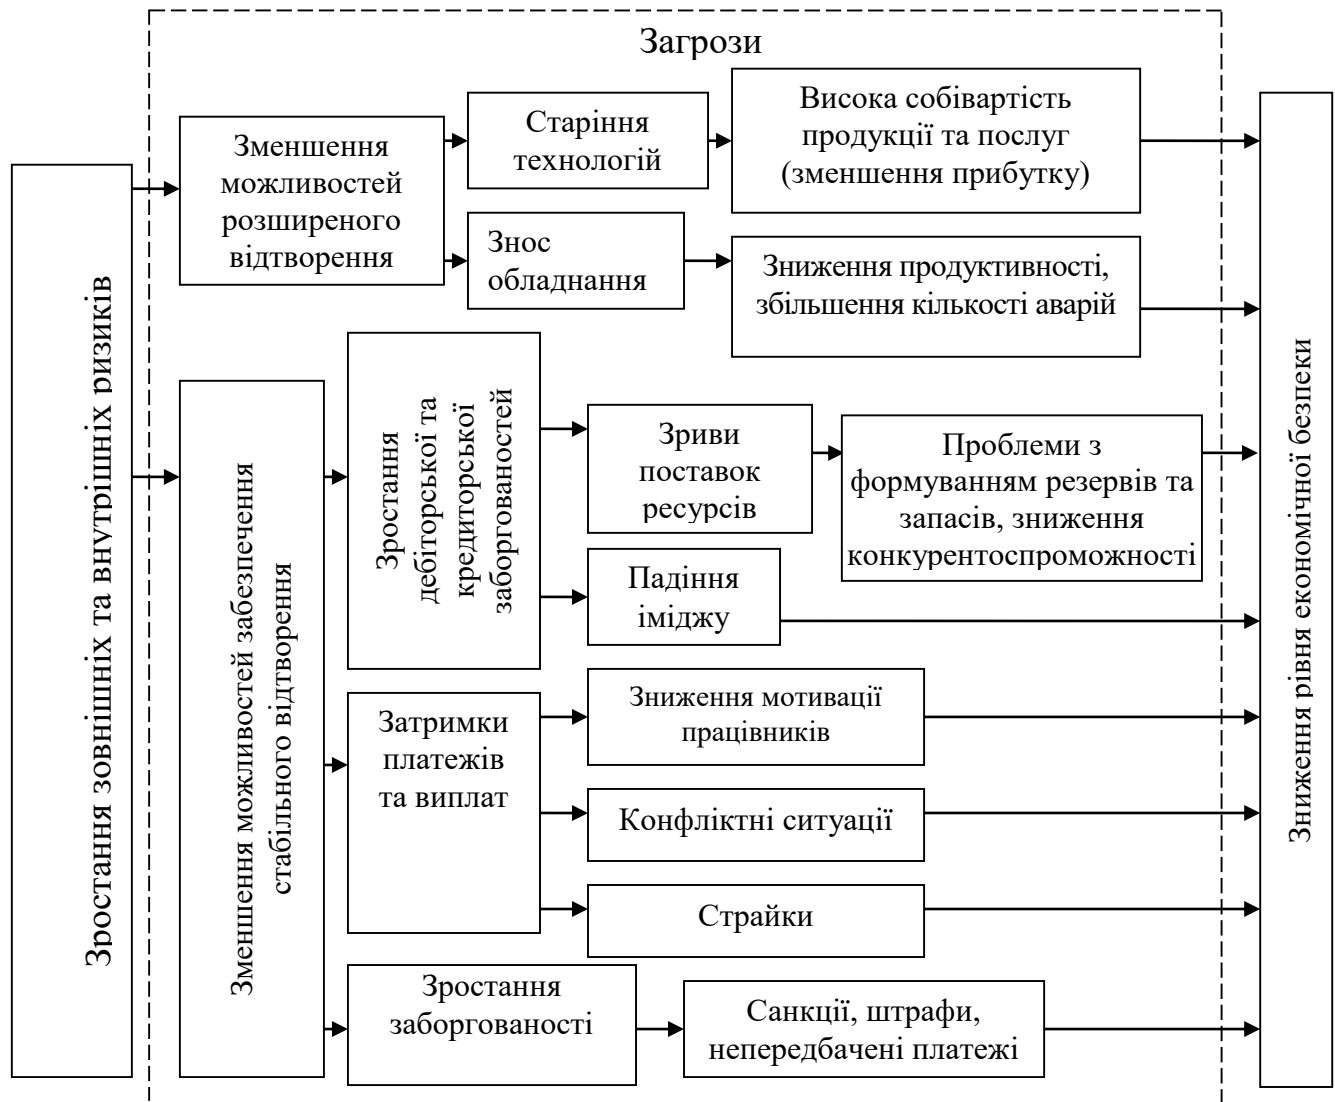 Загрози
Зростання зовнішніх та внутрішніх ризиків
Зменшення
можливостей
розширеного
відтворення
Старіння
технологій
Висока собівартість
продукції та послуг
(зменшення прибутку)
Знос
обладнання
Зниження продуктивності,
збільшення кількості аварій
Зменшення можливостей забезпечення
стабільного відтворення
Зростання
дебіторської та
кредиторської
заборгованостей
Зриви
поставок
ресурсів
Проблеми з
формуванням резервів та
запасів, зниження
конкурентоспроможності
Падіння
іміджу
Затримки
платежів
та виплат
Зниження мотивації
працівників
Конфліктні ситуації
Страйки
Зростання
заборгованості
Санкції, штрафи,
непередбачені платежі
Зниження рівня економічної безпеки